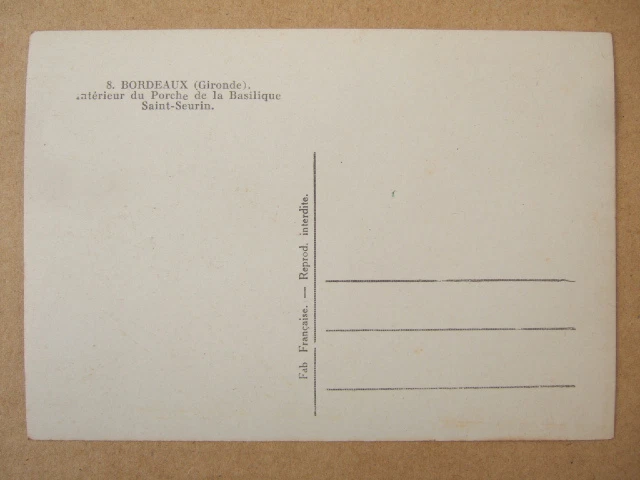 8. BORDEAUX (Gironde).
ntérieur du Porche de la Basilique
Saint-Seurin.
Fab Française. — Reprod. interdite.